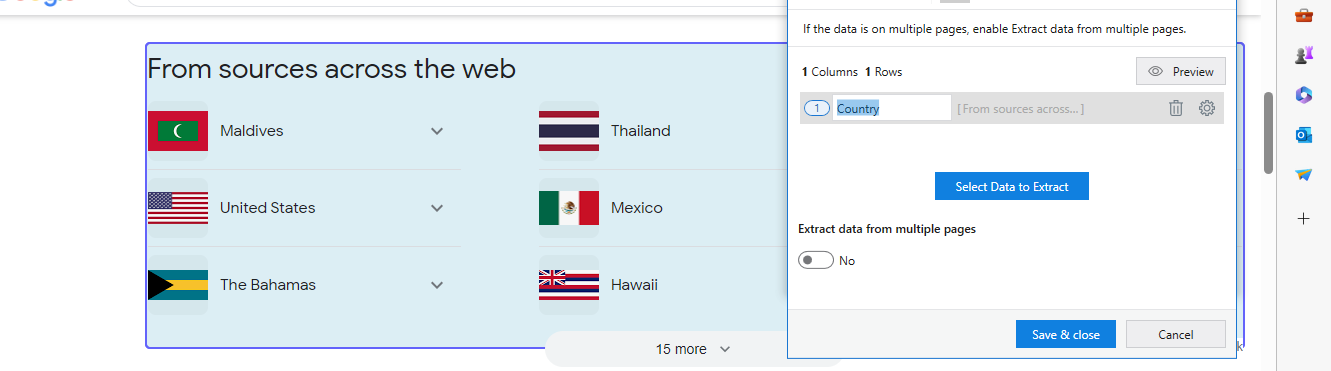 From sources across the web
Maldives
Thailand
United States
Mexico
The Bahamas
Hawaii
15 more
If the data is on multiple pages, enable Extract data from multiple pages.
1 Columns 1 Rows
Preview
1 Country [From sources across...]
Select Data to Extract
Extract data from multiple pages
No
Save & close
Cancel